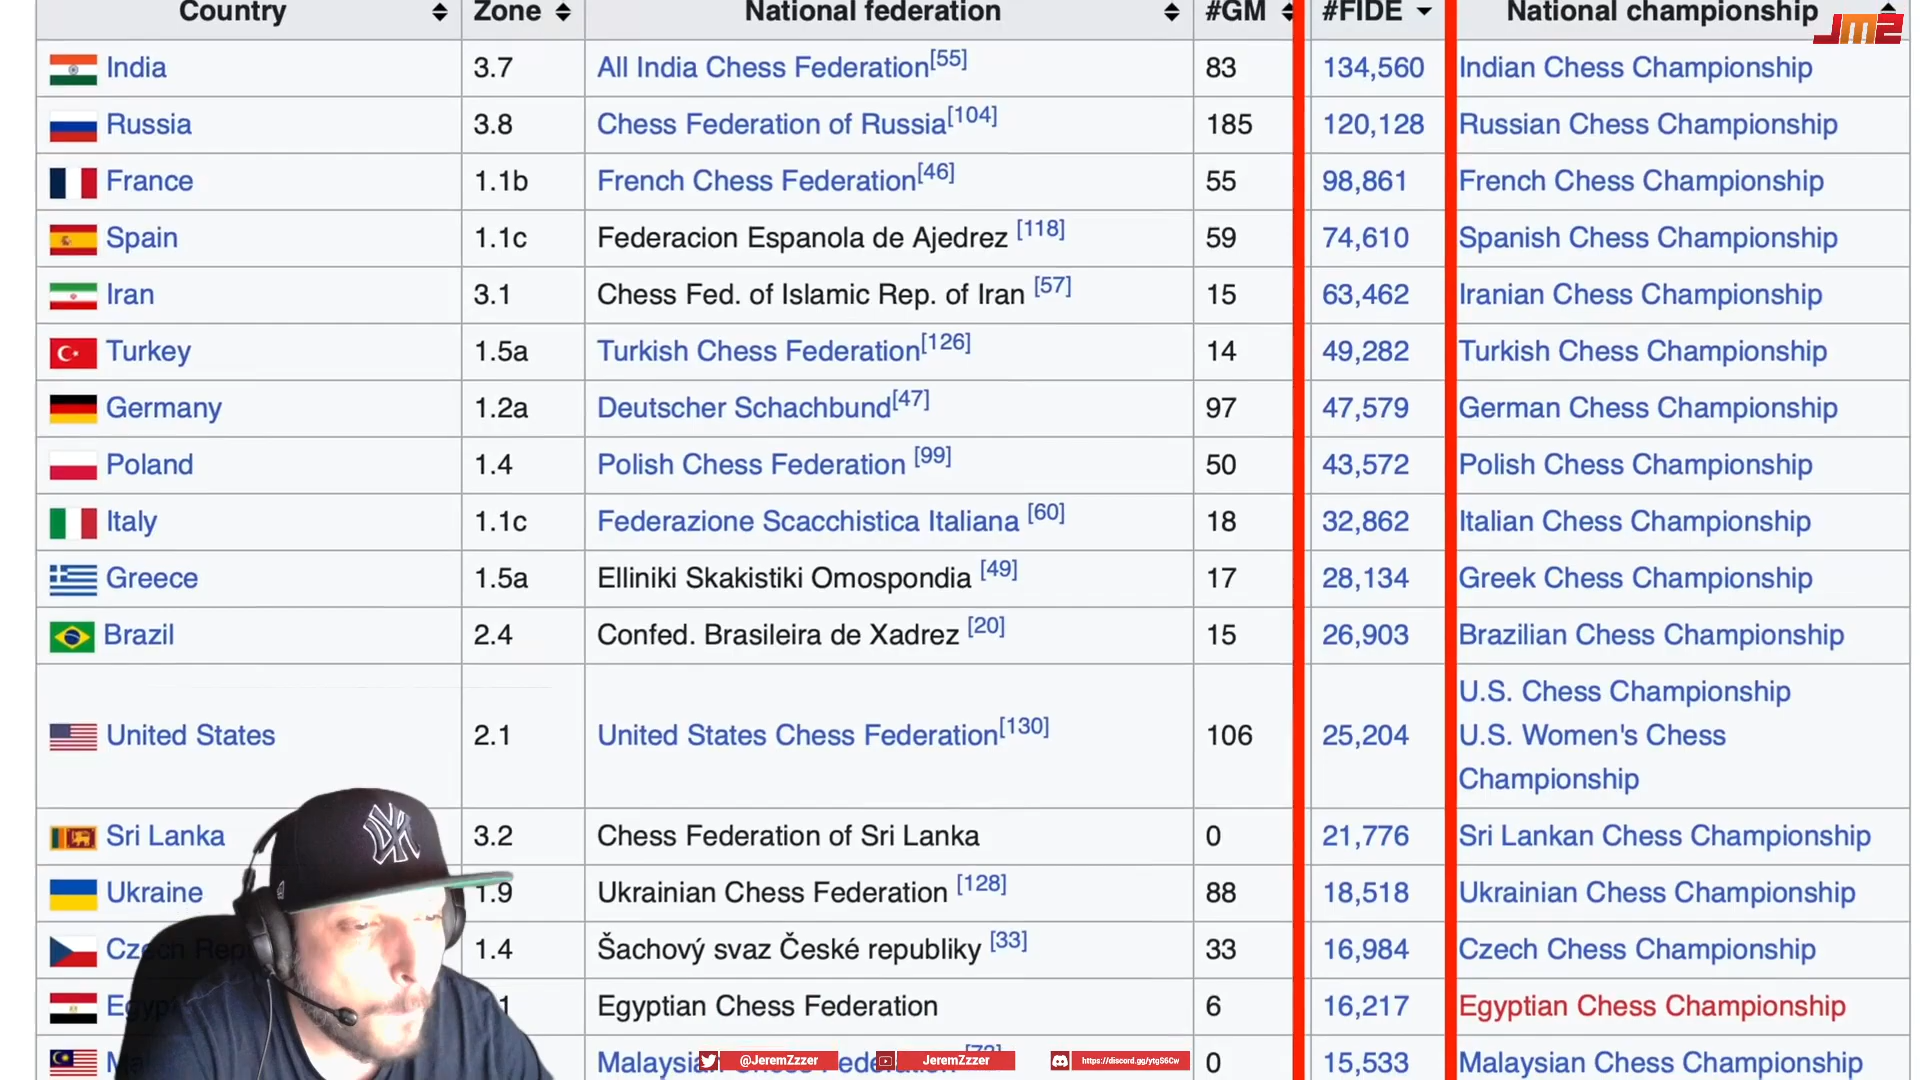 Country Zone National federation #GM #FIDE National championship
JM2
India 3.7 All India Chess Federation[55] 83 134,560 Indian Chess Championship
Russia 3.8 Chess Federation of Russia[104] 185 120,128 Russian Chess Championship
France 1.1b French Chess Federation[46] 55 98,861 French Chess Championship
Spain 1.1c Federacion Espanola de Ajedrez [118] 59 74,610 Spanish Chess Championship
Iran 3.1 Chess Fed. of Islamic Rep. of Iran [57] 15 63,462 Iranian Chess Championship
Turkey 1.5a Turkish Chess Federation[126] 14 49,282 Turkish Chess Championship
Germany 1.2a Deutscher Schachbund[47] 97 47,579 German Chess Championship
Poland 1.4 Polish Chess Federation [99] 50 43,572 Polish Chess Championship
Italy 1.1c Federazione Scacchistica Italiana [60] 18 32,862 Italian Chess Championship
Greece 1.5a Elliniki Skakistiki Omospondia [49] 17 28,134 Greek Chess Championship
Brazil 2.4 Confed. Brasileira de Xadrez [20] 15 26,903 Brazilian Chess Championship
U.S. Chess Championship
United States 2.1 United States Chess Federation[130] 106 25,204 U.S. Women's Chess
Championship
Sri Lanka 3.2 Chess Federation of Sri Lanka 0 21,776 Sri Lankan Chess Championship
Ukraine 1.9 Ukrainian Chess Federation [128] 88 18,518 Ukrainian Chess Championship
Czech Rep 1.4 Šachový svaz České republiky [33] 33 16,984 Czech Chess Championship
Egyptian Chess Federation 6 16,217 Egyptian Chess Championship
Malaysian 0 15,533 Malaysian Chess Championship
@JeremZzzer JeremZzzer https://discord.gg/ytgS6Cw